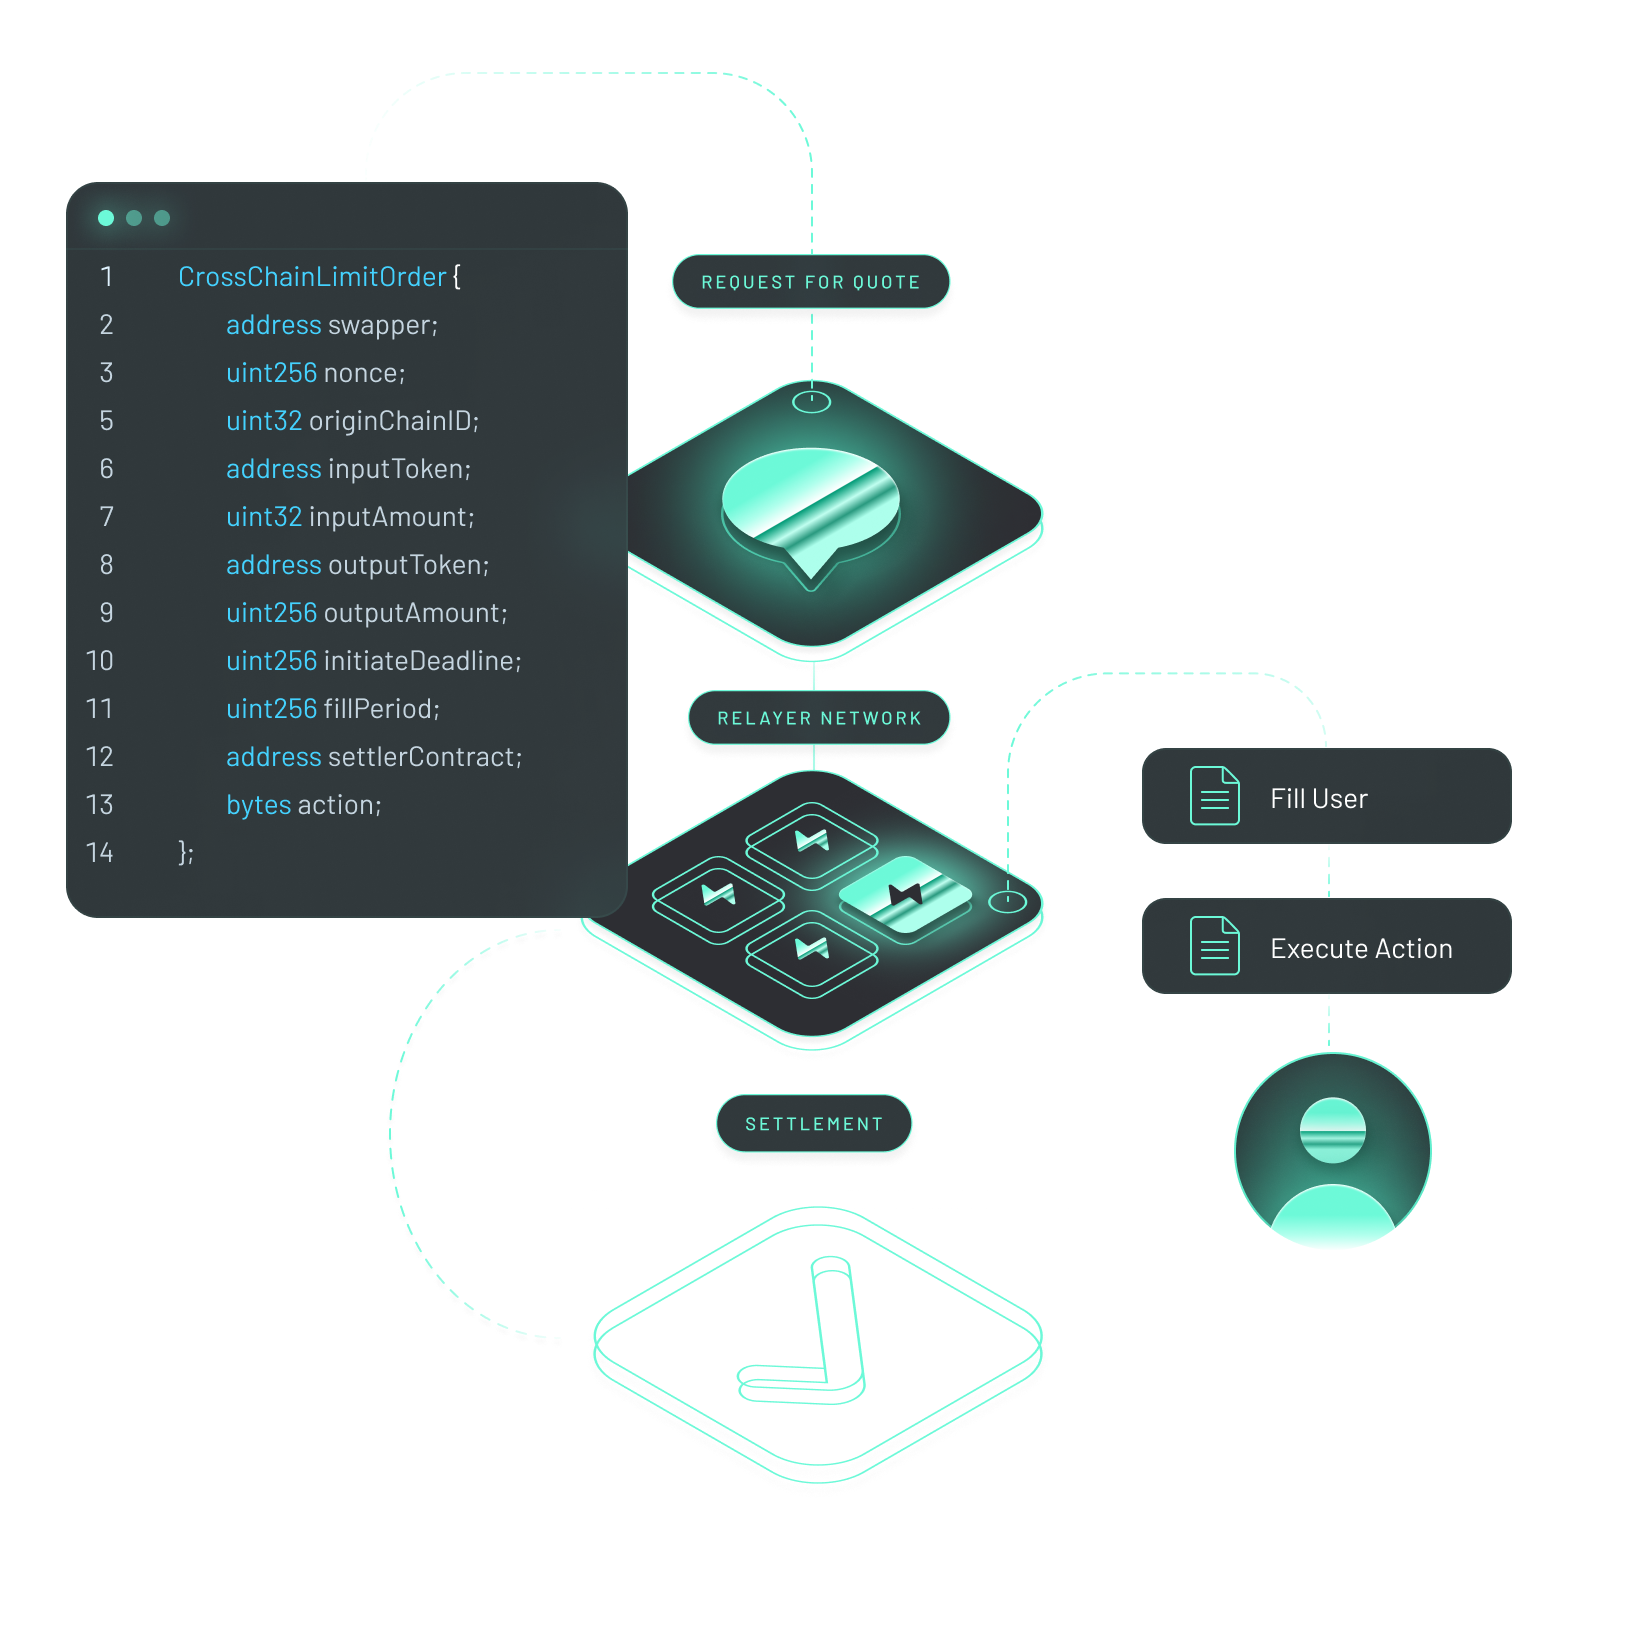 1 CrossChainLimitOrder {
2 address swapper;
3 uint256 nonce;
5 uint32 originChainID;
6 address inputToken;
7 uint32 inputAmount;
8 address outputToken;
9 uint256 outputAmount;
10 uint256 initiateDeadline;
11 uint256 fillPeriod;
12 address settlerContract;
13 bytes action;
14 };
REQUEST FOR QUOTE
RELAYER NETWORK
Fill User
Execute Action
SETTLEMENT